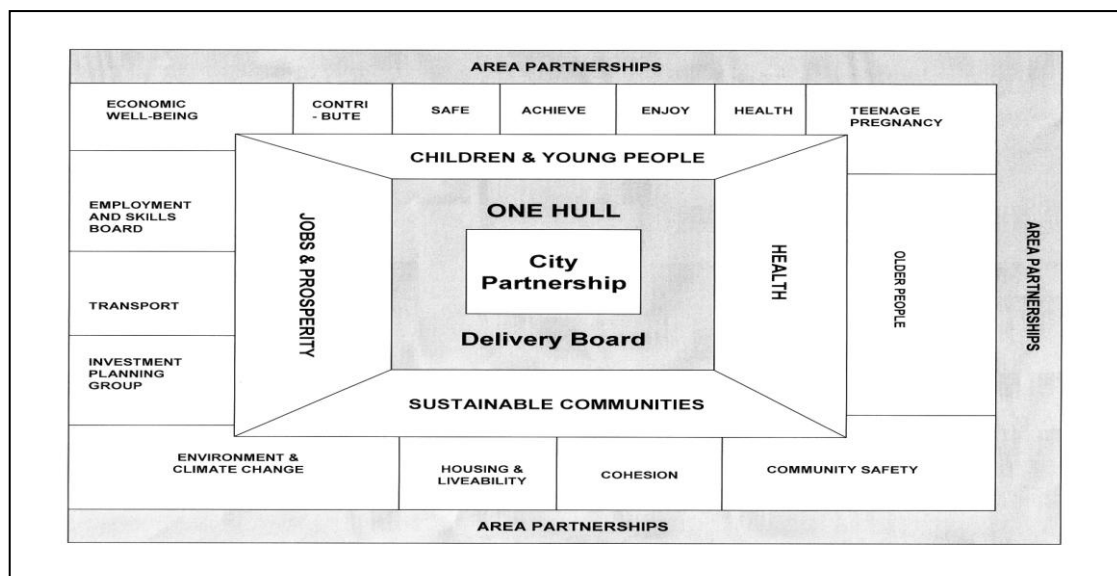 AREA PARTNERSHIPS
ECONOMIC
WELL-BEING
CONTRI
- BUTE
SAFE
ACHIEVE
ENJOY
HEALTH
TEENAGE
PREGNANCY
CHILDREN & YOUNG PEOPLE
EMPLOYMENT
AND SKILLS
BOARD
TRANSPORT
INVESTMENT
PLANNING
GROUP
JOBS & PROSPERITY
ONE HULL
City
Partnership
Delivery Board
HEALTH
OLDER PEOPLE
AREA PARTNERSHIPS
SUSTAINABLE COMMUNITIES
ENVIRONMENT &
CLIMATE CHANGE
HOUSING &
LIVEABILITY
COHESION
COMMUNITY SAFETY
AREA PARTNERSHIPS